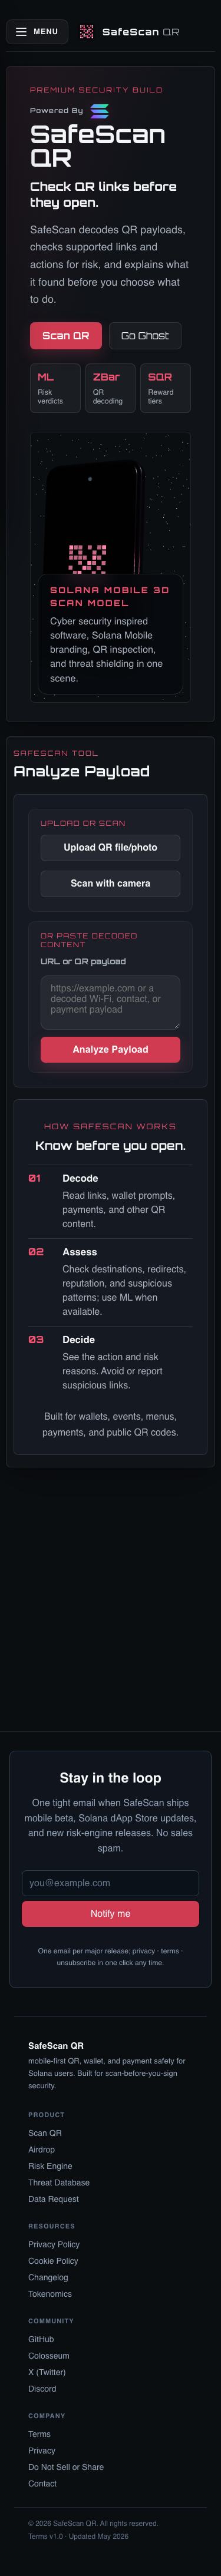 MENU
SafeScan QR
PREMIUM SECURITY BUILD
Powered By
SafeScan
QR
Check QR links before
they open.
SafeScan decodes QR payloads,
checks supported links and
actions for risk, and explains what
it found before you choose what
to do.
Scan QR
Go Ghost
ML
Risk
verdicts
ZBar
QR
decoding
SQR
Reward
tiers
SOLANA MOBILE 3D
SCAN MODEL
Cyber security inspired
software, Solana Mobile
branding, QR inspection,
and threat shielding in one
scene.
SAFESCAN TOOL
Analyze Payload
UPLOAD OR SCAN
Upload QR file/photo
Scan with camera
OR PASTE DECODED
CONTENT
URL or QR payload
https://example.com or a
decoded Wi-Fi, contact, or
payment payload
Analyze Payload
HOW SAFESCAN WORKS
Know before you open.
01
Decode
Read links, wallet prompts,
payments, and other QR
content.
02
Assess
Check destinations, redirects,
reputation, and suspicious
patterns; use ML when
available.
03
Decide
See the action and risk
reasons. Avoid or report
suspicious links.
Built for wallets, events, menus,
payments, and public QR codes.
Stay in the loop
One tight email when SafeScan ships
mobile beta, Solana dApp Store updates,
and new risk-engine releases. No sales
spam.
you@example.com
Notify me
One email per major release; privacy · terms ·
unsubscribe in one click any time.
SafeScan QR
mobile-first QR, wallet, and payment safety for
Solana users. Built for scan-before-you-sign
security.
PRODUCT
Scan QR
Airdrop
Risk Engine
Threat Database
Data Request
RESOURCES
Privacy Policy
Cookie Policy
Changelog
Tokenomics
COMMUNITY
GitHub
Colosseum
X (Twitter)
Discord
COMPANY
Terms
Privacy
Do Not Sell or Share
Contact
© 2026 SafeScan QR. All rights reserved.
Terms v1.0 · Updated May 2026